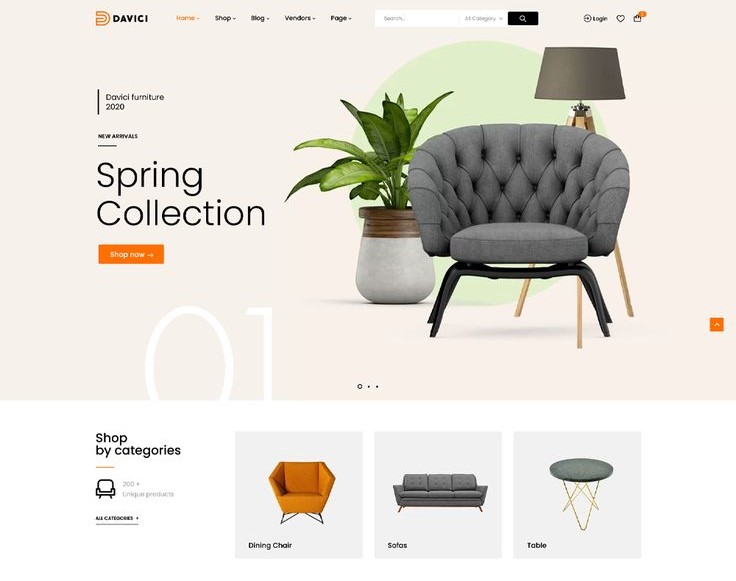 DAVICI
Home
Shop
Blog
Vendors
Page
Search...
All Category
Login
Davici furniture
2020
NEW ARRIVALS
Spring
Collection
Shop now →
01
Shop
by categories
200 +
Unique products
ALL CATEGORIES +
Dining Chair
Sofas
Table